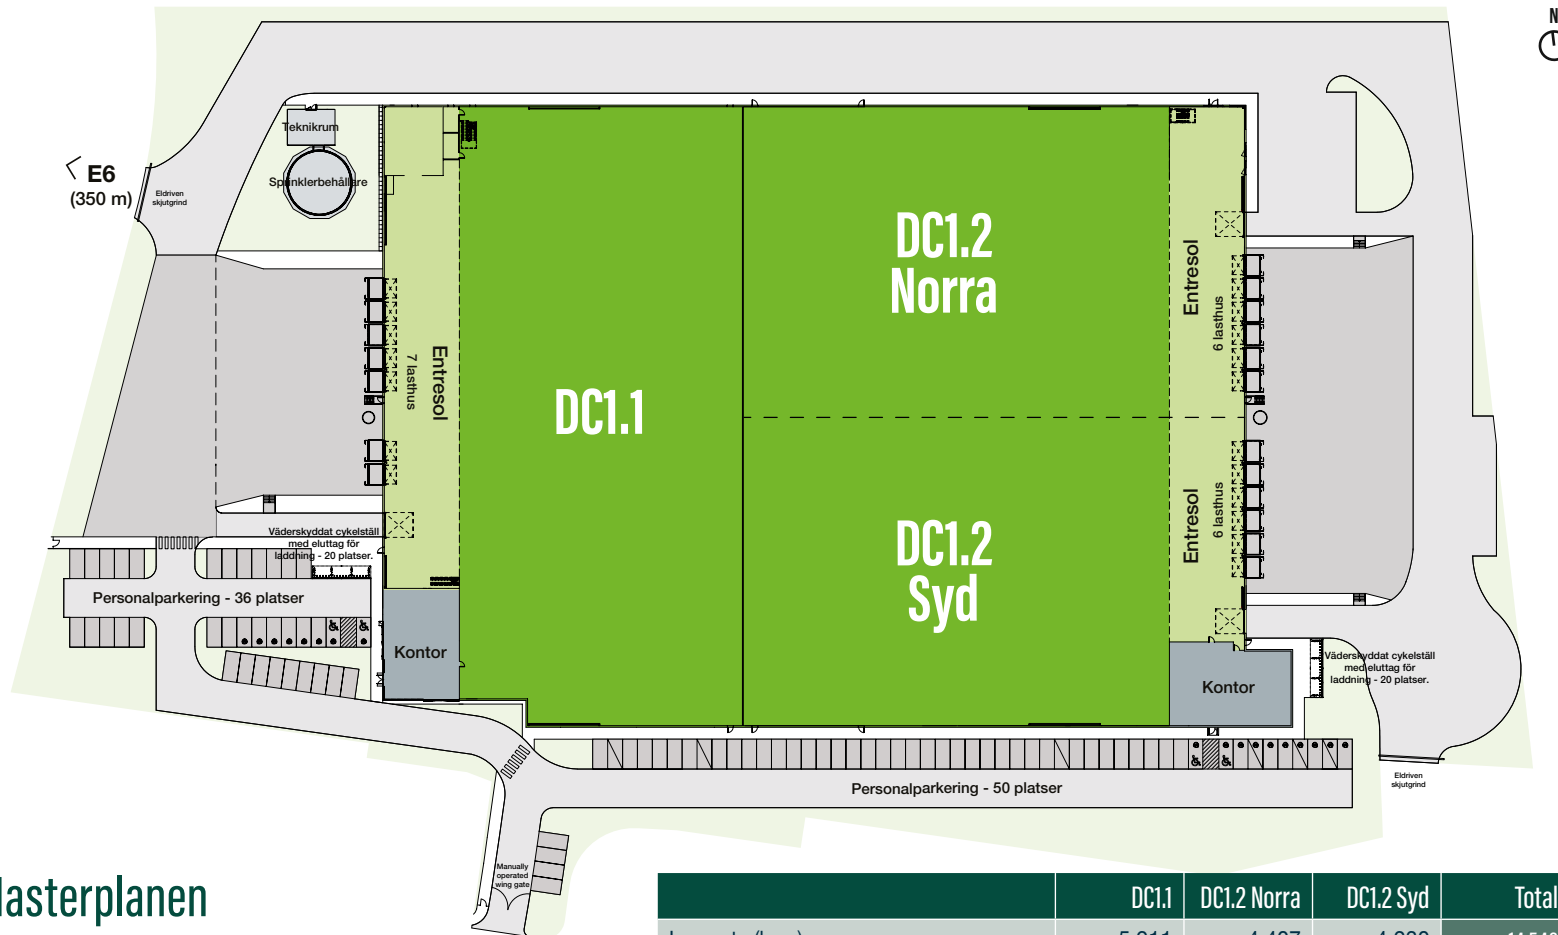 N
E6
(350 m)
Eldriven
skjutgrind
Teknikrum
Sprinklerbehållare
DC1.1
DC1.2
Norra
DC1.2
Syd
Entresol
7 lasthus
Entresol
6 lasthus
Entresol
6 lasthus
Väderskyddat cykelställ
med eluttag för
laddning - 20 platser.
Personalparkering - 36 platser
Kontor
Kontor
Väderskyddat cykelställ
med eluttag för
laddning - 20 platser.
Eldriven
skjutgrind
Personalparkering - 50 platser
Manually
operated
wing gate
asterplanen
DC1.1 DC1.2 Norra DC1.2 Syd Total